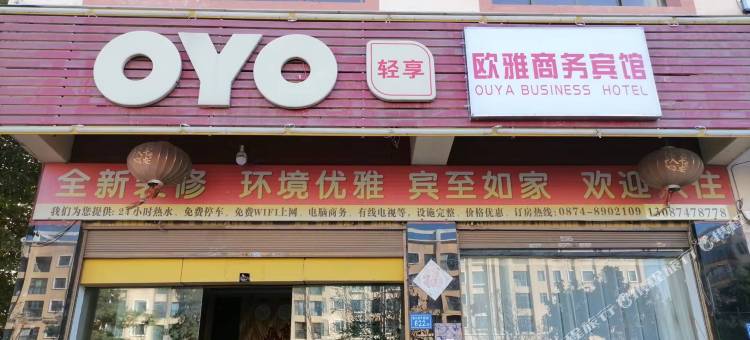 OYO 轻享 欧雅商务宾馆
OUYA BUSINESS HOTEL
全新装修 环境优雅 宾至如家 欢迎入住
我们为您提供:24小时热水、免费停车、免费WIFI上网、电脑商务、有线电视等，设施完整 价格优惠 订房热线:0874-8902109
622